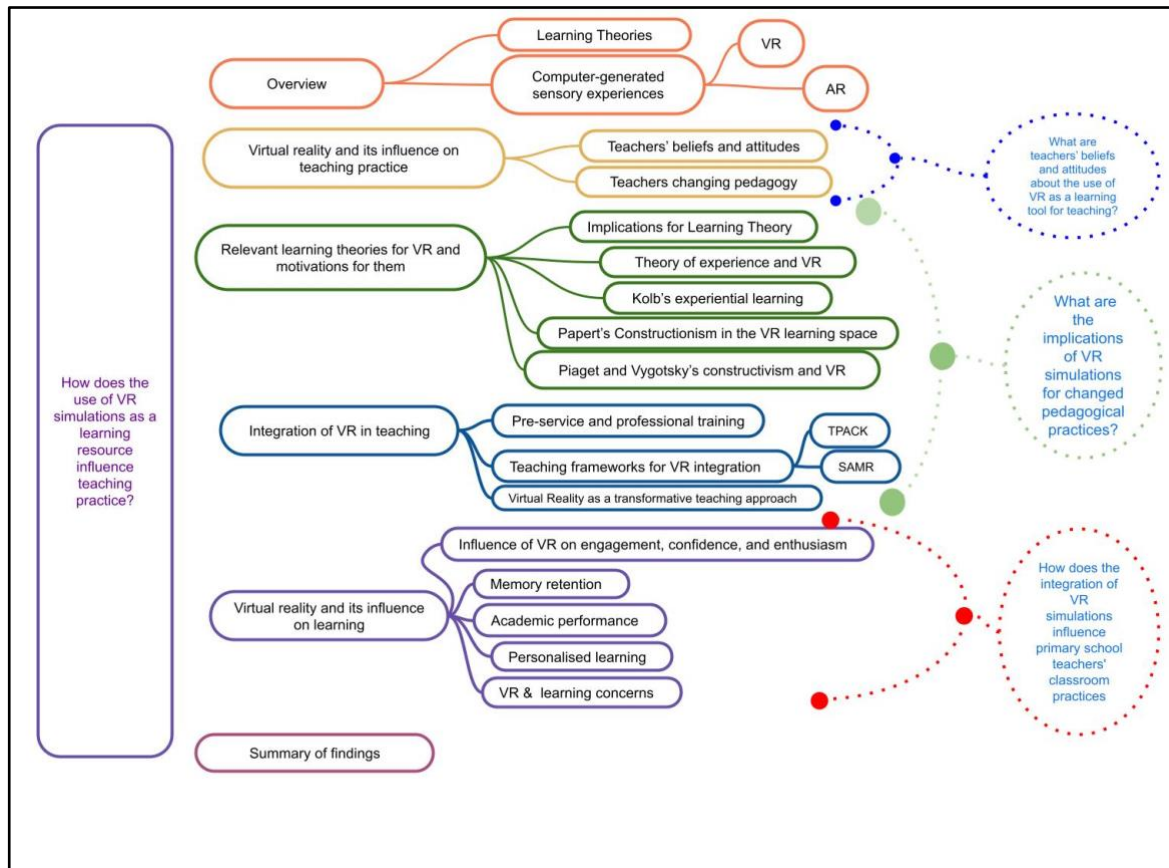 Learning Theories
VR
Overview
Computer-generated
sensory experiences
AR
Virtual reality and its influence on
teaching practice
Teachers’ beliefs and attitudes
Teachers changing pedagogy
What are
teachers’ beliefs
and attitudes
about the use of
VR as a learning
tool for teaching?
Relevant learning theories for VR and
motivations for them
Implications for Learning Theory
Theory of experience and VR
Kolb’s experiential learning
Papert’s Constructionism in the VR learning space
Piaget and Vygotsky’s constructivism and VR
What are
the
implications
of VR
simulations
for changed
pedagogical
practices?
How does the
use of VR
simulations as a
learning
resource
influence
teaching
practice?
Integration of VR in teaching
Pre-service and professional training
Teaching frameworks for VR integration
TPACK
SAMR
Virtual Reality as a transformative teaching approach
Virtual reality and its influence
on learning
Influence of VR on engagement, confidence, and enthusiasm
Memory retention
Academic performance
Personalised learning
VR & learning concerns
How does the
integration of
VR
simulations
influence
primary school
teachers'
classroom
practices
Summary of findings